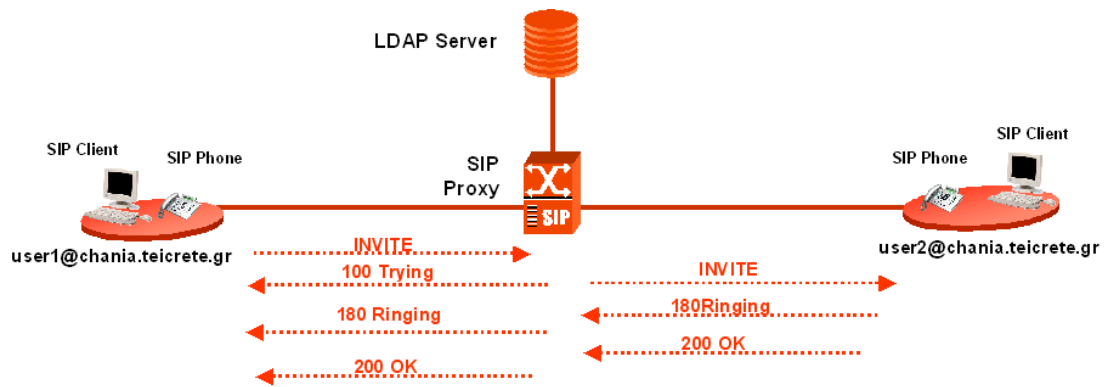 LDAP Server
SIP Client
SIP Phone
SIP
Proxy
SIP
SIP Phone
SIP Client
user1@chania.teicrete.gr
user2@chania.teicrete.gr
INVITE
100 Trying
INVITE
180 Ringing
180Ringing
200 OK
200 OK